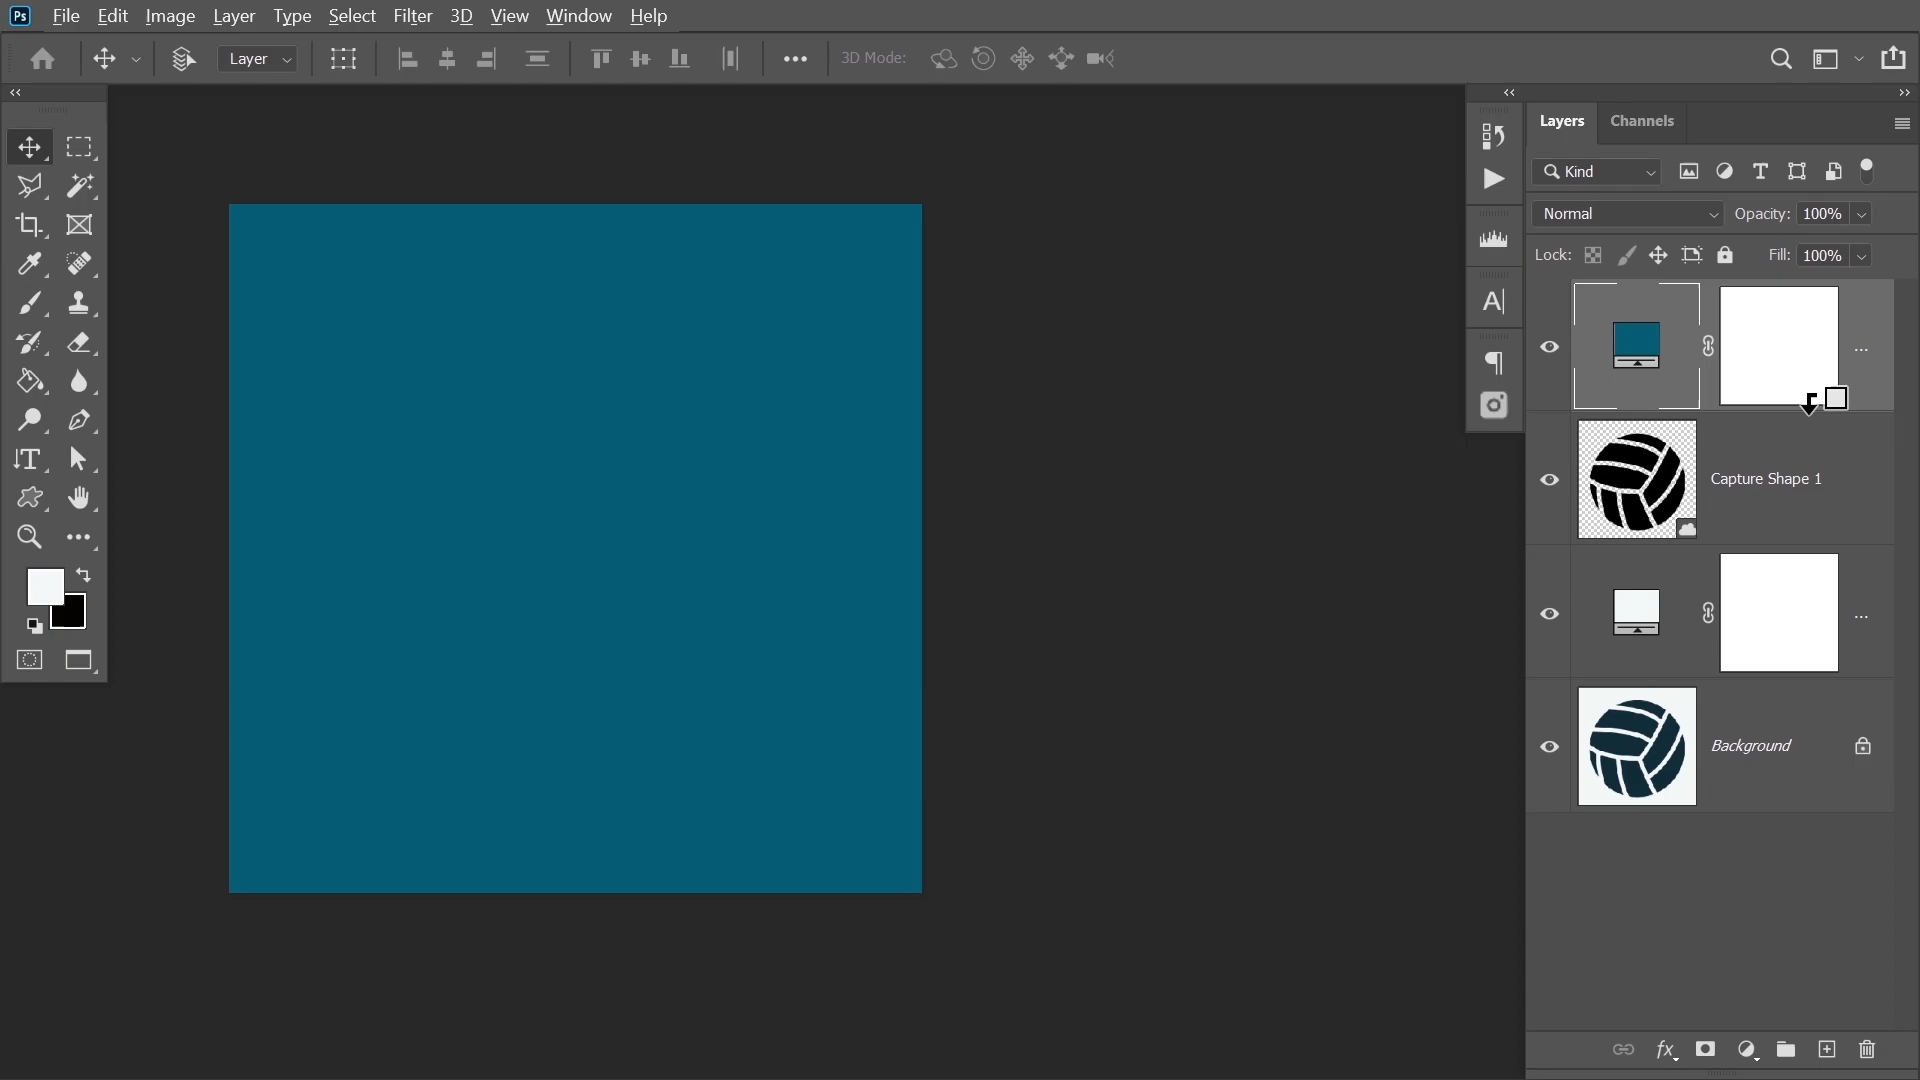 Ps File Edit Image Layer Type Select Filter 3D View Window Help
Layer 3D Mode:
Layers Channels
Kind
Normal Opacity: 100%
Lock: Fill: 100%
...
Capture Shape 1
...
Background
fx